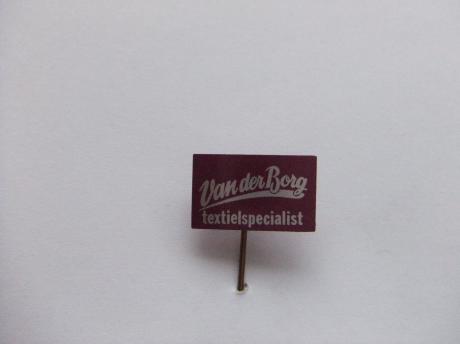 Van der Borg
textielspecialist